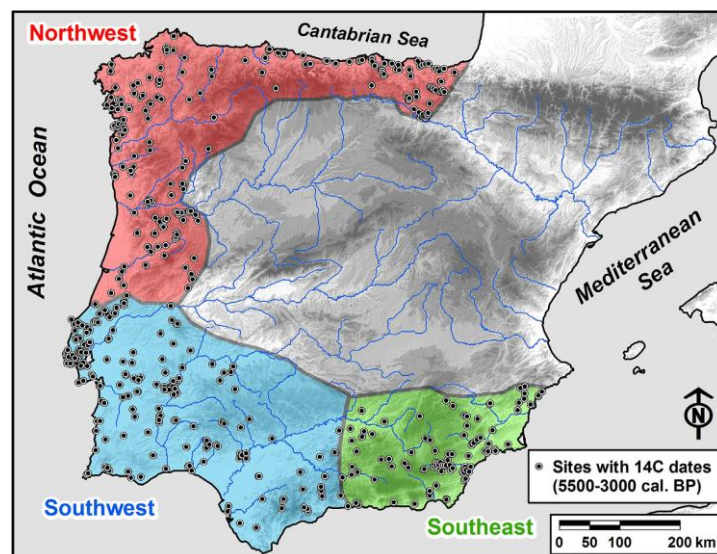 Northwest
Cantabrian Sea
Atlantic Ocean
Mediterranean
Sea
N
Sites with 14C dates
(5500-3000 cal. BP)
Southwest
Southeast
0 50 100 200 km